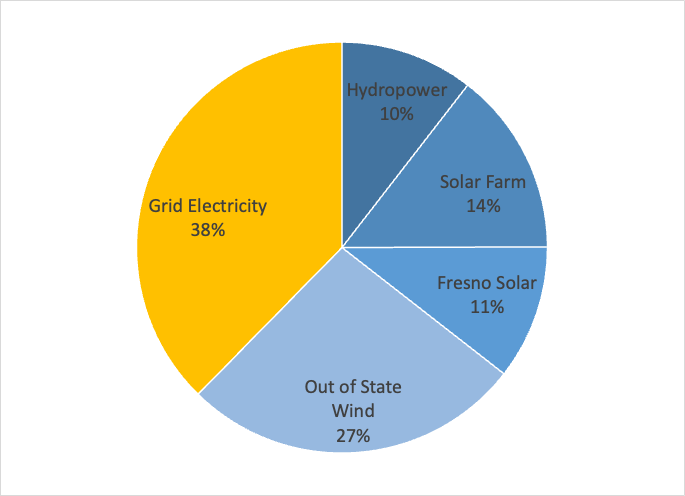 Hydropower
10%
Solar Farm
14%
Grid Electricity
38%
Fresno Solar
11%
Out of State
Wind
27%